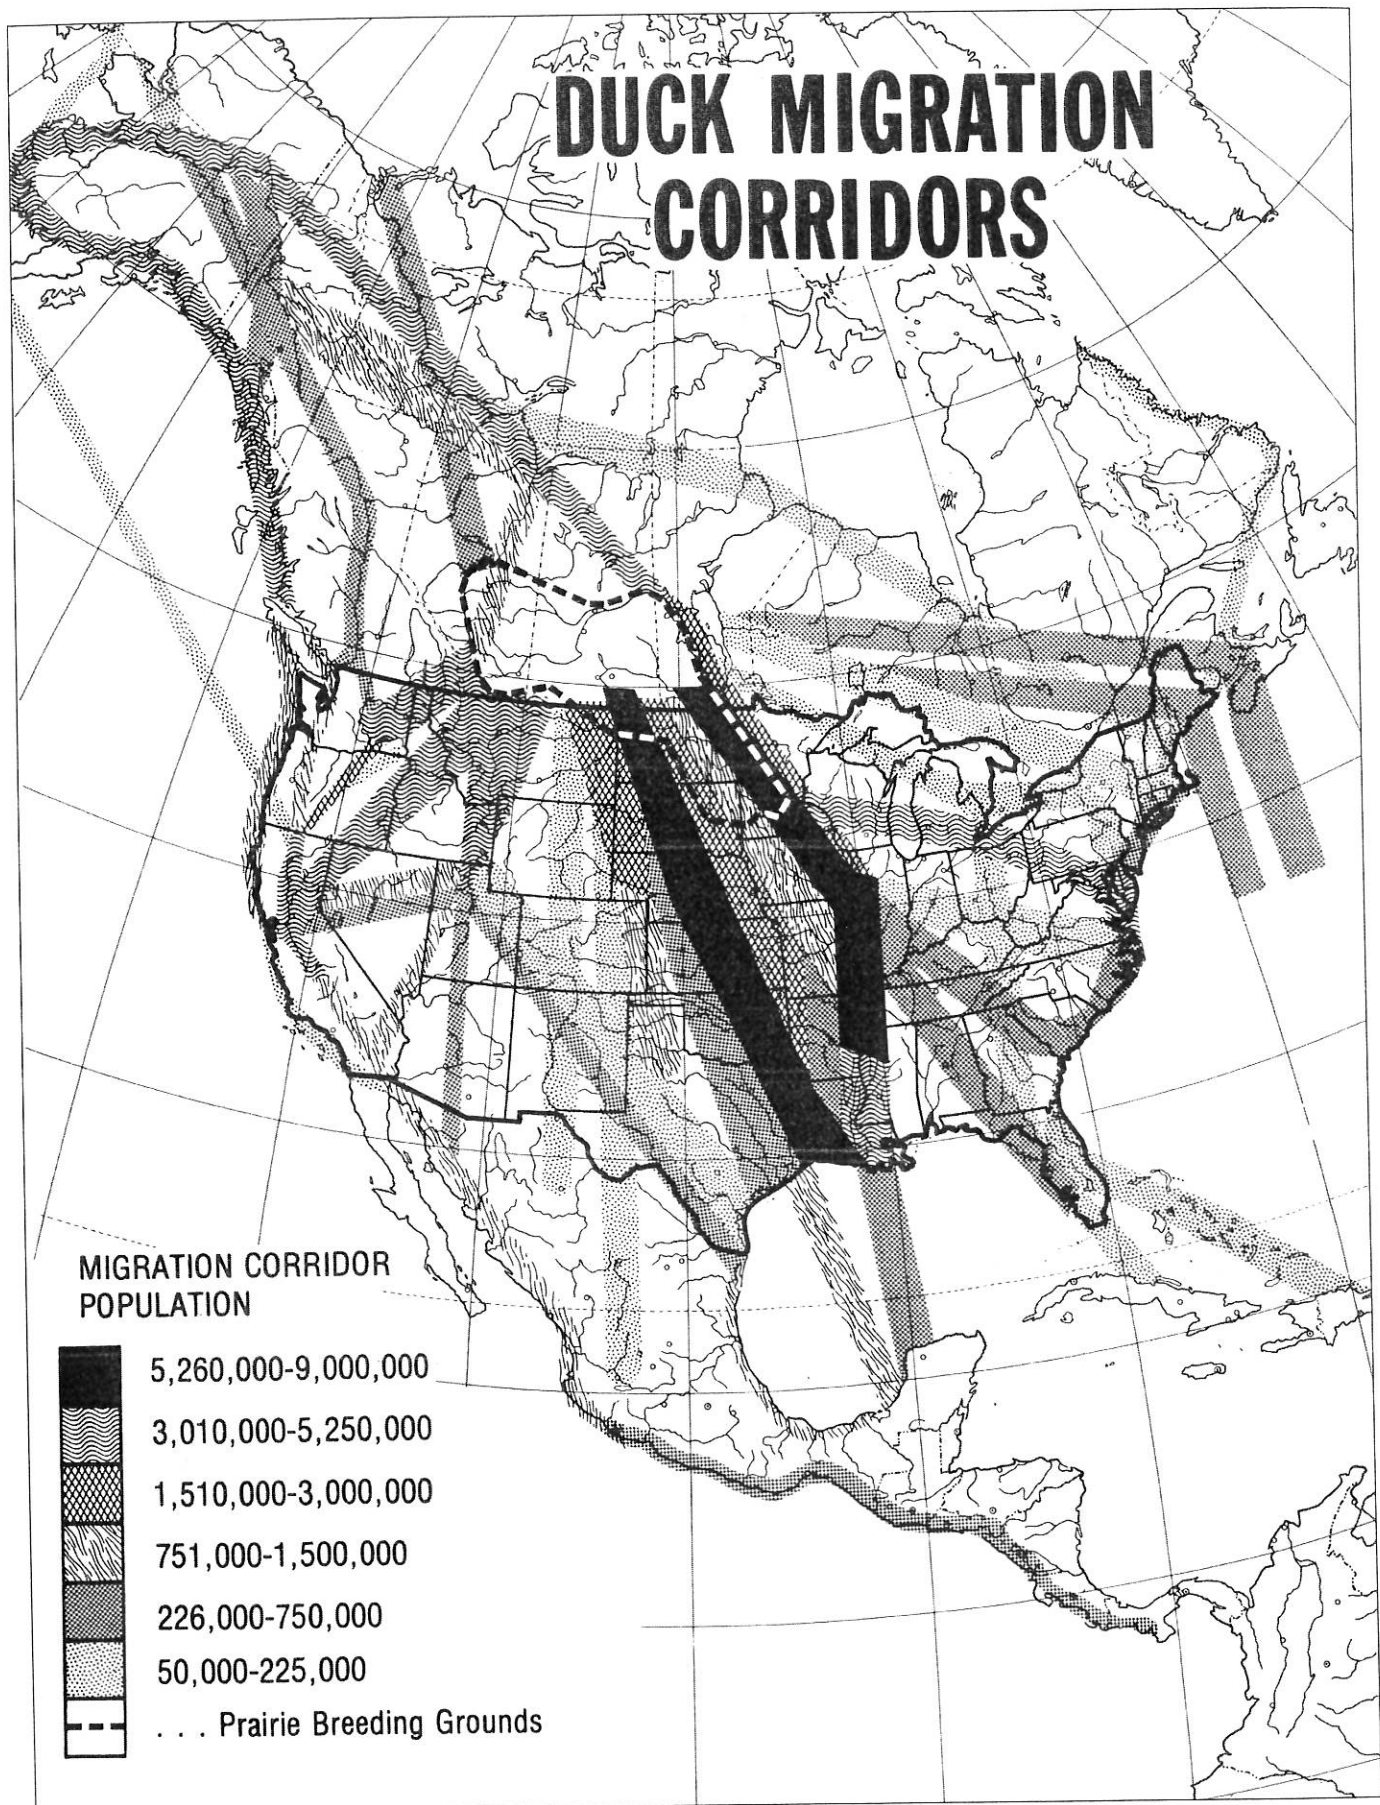 DUCK MIGRATION
CORRIDORS
MIGRATION CORRIDOR
POPULATION
5,260,000-9,000,000
3,010,000-5,250,000
1,510,000-3,000,000
751,000-1,500,000
226,000-750,000
50,000-225,000
. . . Prairie Breeding Grounds